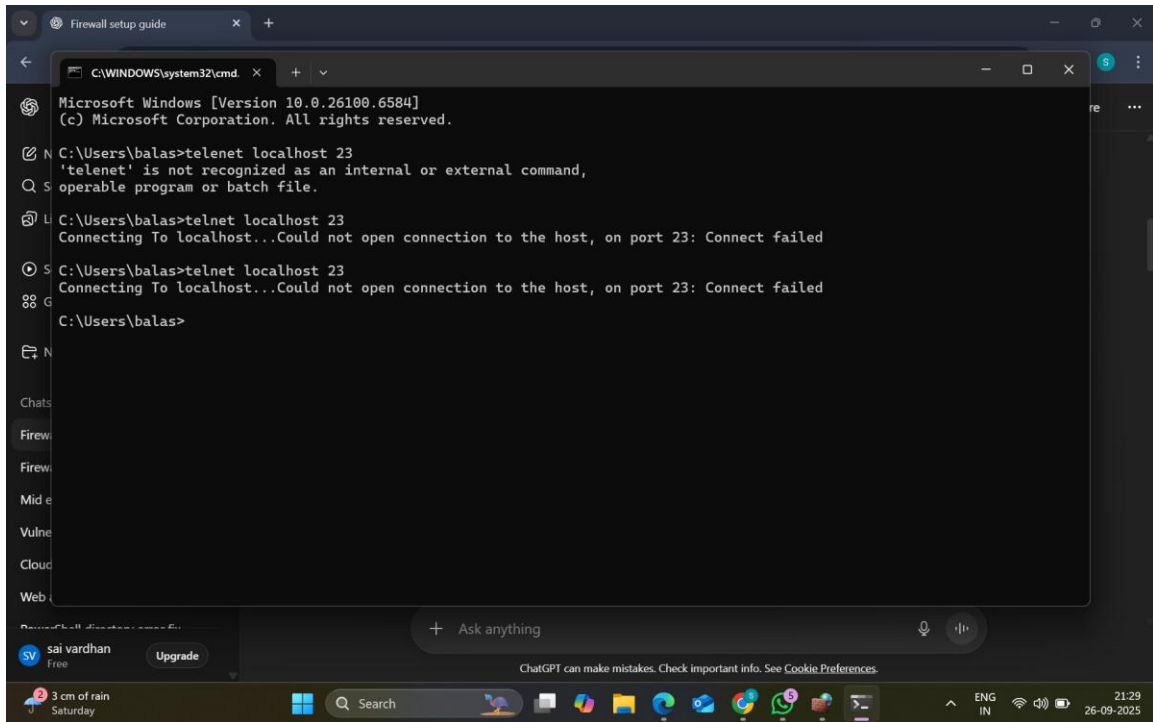 Firewall setup guide
C:\WINDOWS\system32\cmd.
S
Microsoft Windows [Version 10.0.26100.6584]
(c) Microsoft Corporation. All rights reserved.
C:\Users\balas>telenet localhost 23
'telenet' is not recognized as an internal or external command,
operable program or batch file.
C:\Users\balas>telnet localhost 23
Connecting To localhost...Could not open connection to the host, on port 23: Connect failed
C:\Users\balas>telnet localhost 23
Connecting To localhost...Could not open connection to the host, on port 23: Connect failed
C:\Users\balas>
Chats
Firew
Firew
Mid e
Vulne
Cloud
Web
Ask anything
SV
sai vardhan
Free
Upgrade
ChatGPT can make mistakes. Check important info. See Cookie Preferences.
2
3 cm of rain
Saturday
Search
5
ENG
IN
21:29
26-09-2025